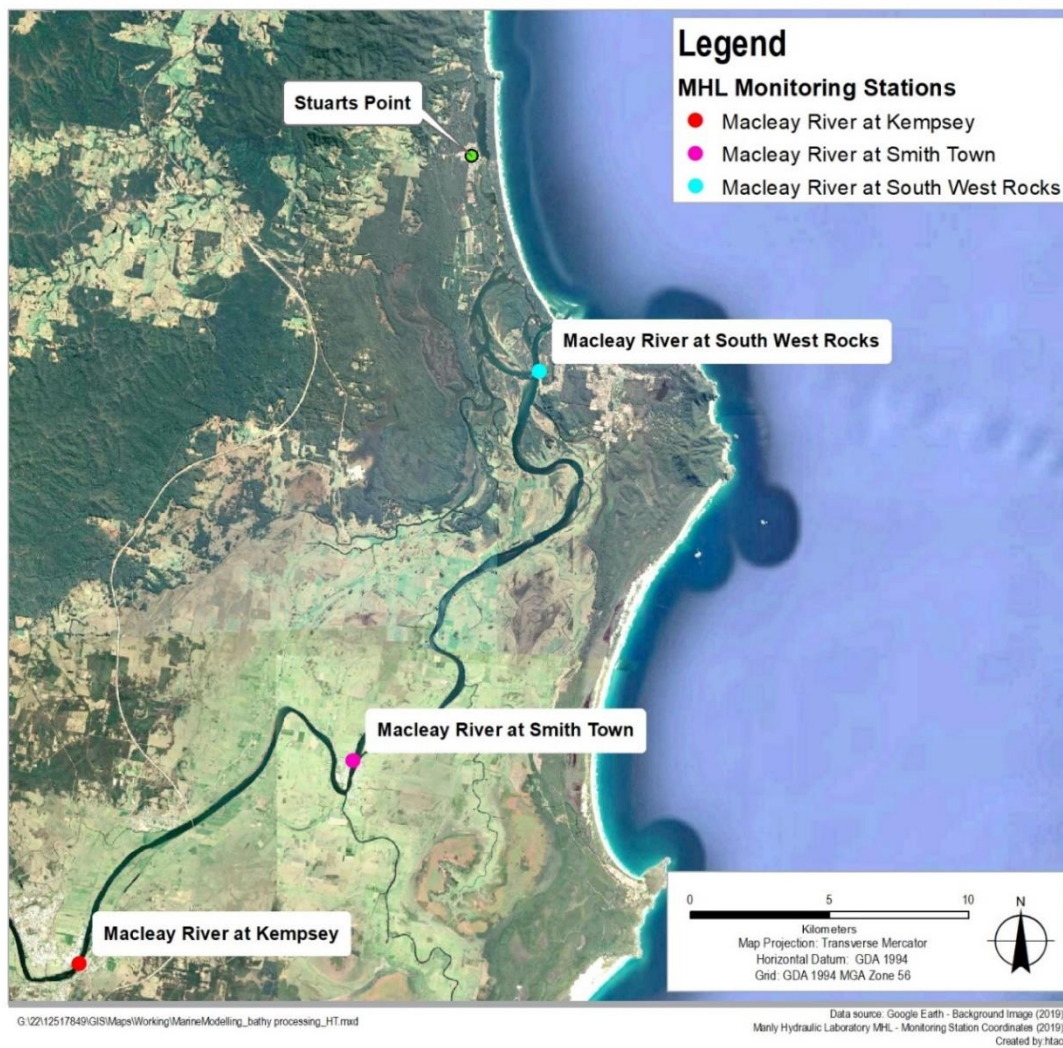 Legend
MHL Monitoring Stations
Macleay River at Kempsey
Macleay River at Smith Town
Macleay River at South West Rocks
Stuarts Point
Macleay River at South West Rocks
Macleay River at Smith Town
Macleay River at Kempsey
0 5 10
Kilometers
Map Projection: Transverse Mercator
Horizontal Datum: GDA 1994
Grid: GDA 1994 MGA Zone 56
N
G:\22\12517849\GIS\Maps\Working\MarineModelling_bathy processing_HT.mxd
Data source: Google Earth - Background Image (2019)
Manly Hydraulic Laboratory MHL - Monitoring Station Coordinates (2019)
Created by: